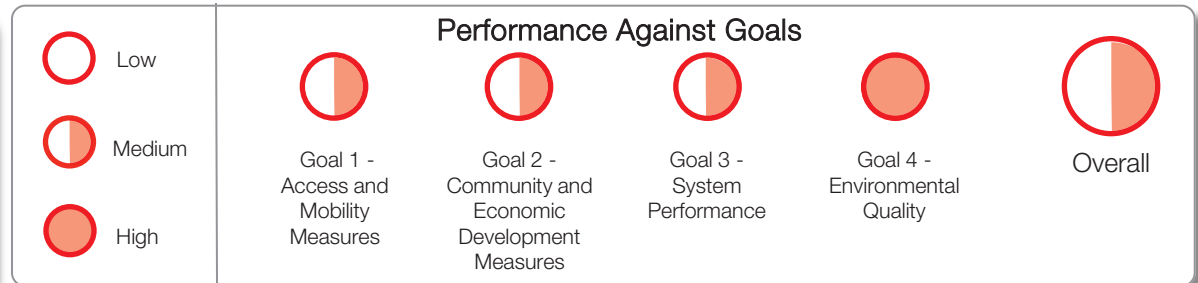 Performance Against Goals
Low
Medium
High
Goal 1 -
Access and
Mobility
Measures
Goal 2 -
Community and
Economic
Development
Measures
Goal 3 -
System
Performance
Goal 4 -
Environmental
Quality
Overall